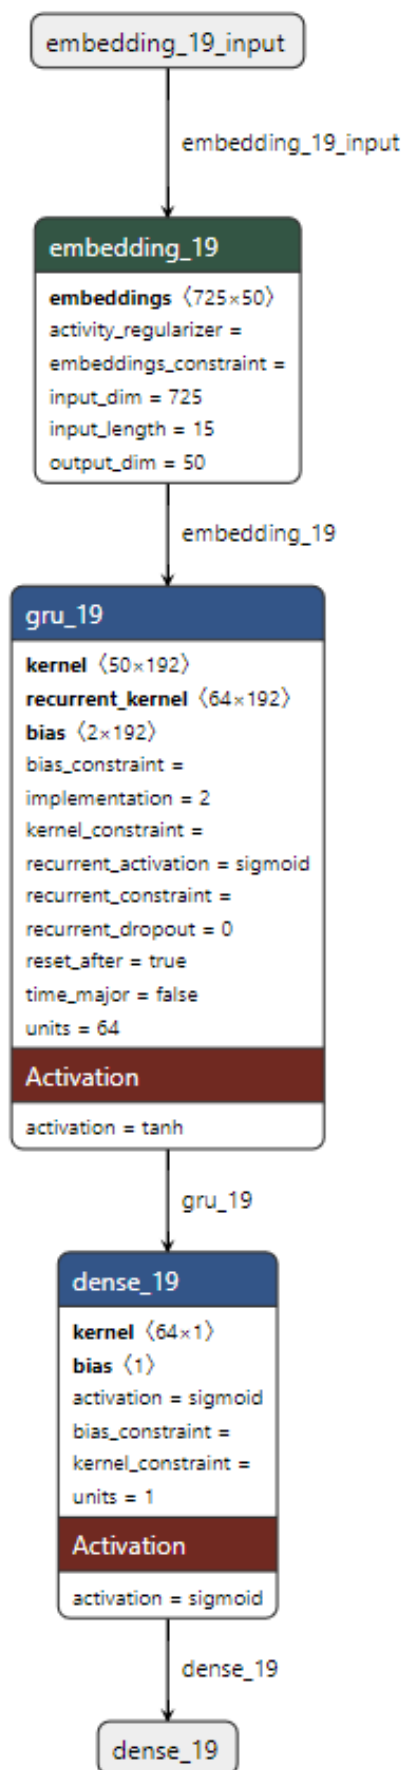 embedding_19_input
embedding_19_input
embedding_19
embeddings 〈725×50〉
activity_regularizer =
embeddings_constraint =
input_dim = 725
input_length = 15
output_dim = 50
embedding_19
gru_19
kernel 〈50×192〉
recurrent_kernel 〈64×192〉
bias 〈2×192〉
bias_constraint =
implementation = 2
kernel_constraint =
recurrent_activation = sigmoid
recurrent_constraint =
recurrent_dropout = 0
reset_after = true
time_major = false
units = 64
Activation
activation = tanh
gru_19
dense_19
kernel 〈64×1〉
bias 〈1〉
activation = sigmoid
bias_constraint =
kernel_constraint =
units = 1
Activation
activation = sigmoid
dense_19
dense_19